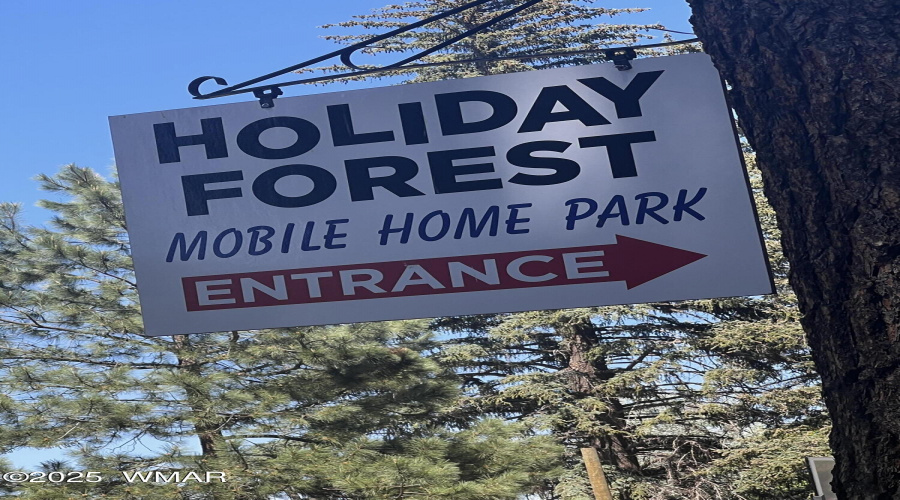 HOLIDAY
FOREST
MOBILE HOME PARK
ENTRANCE
©2025 WMAR